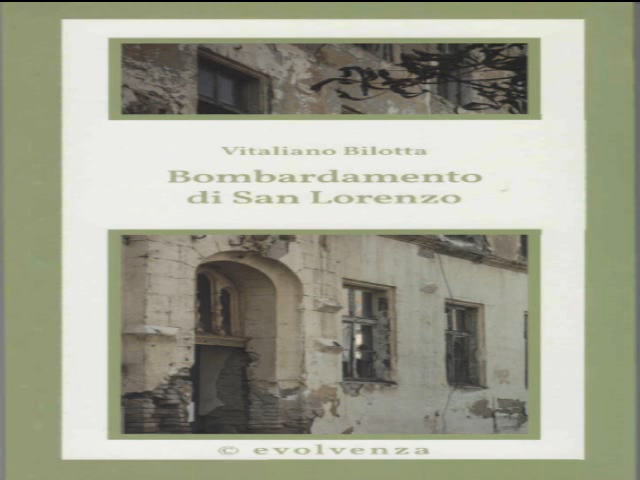 Vitaliano Bilotta
Bombardamento
di San Lorenzo
© evolvenza